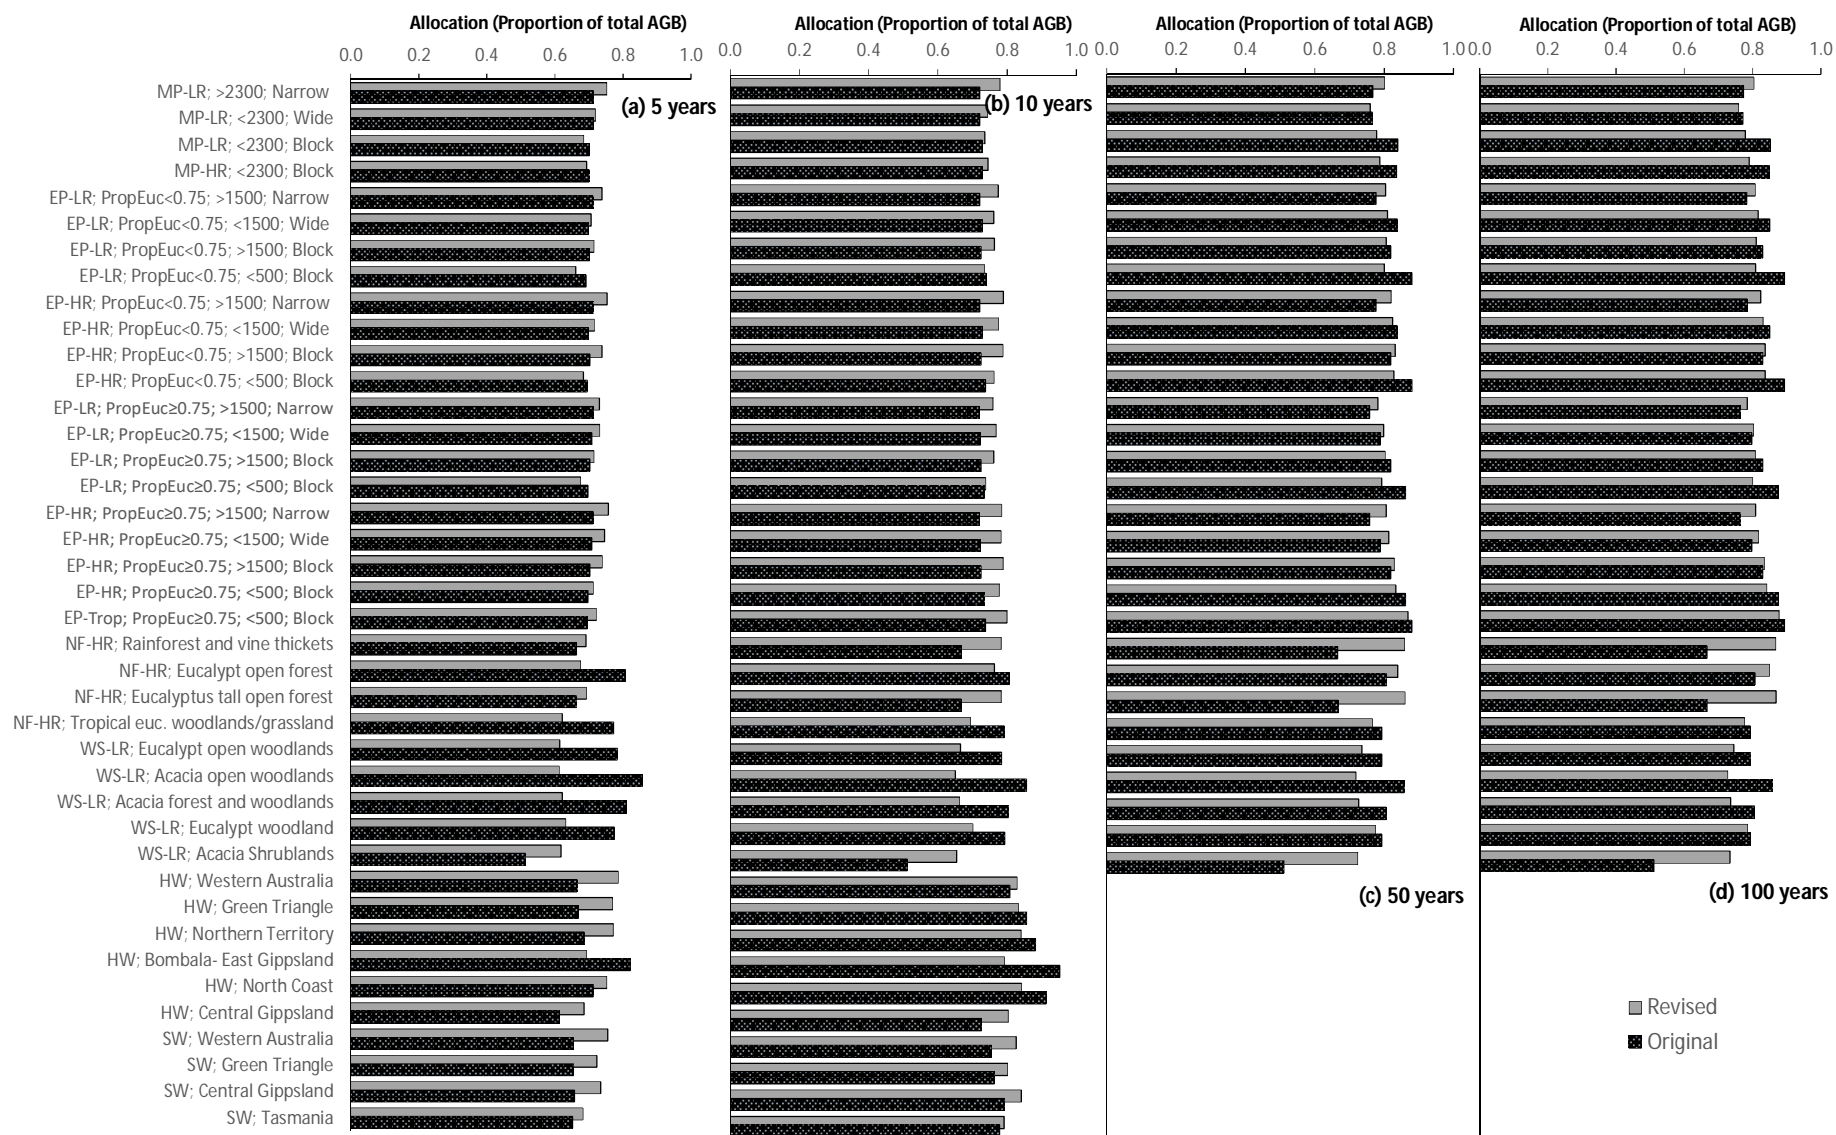 Allocation (Proportion of total AGB)
0.0 0.2 0.4 0.6 0.8 1.0
Allocation (Proportion of total AGB)
0.0 0.2 0.4 0.6 0.8 1.0
Allocation (Proportion of total AGB)
0.0 0.2 0.4 0.6 0.8 1.0
Allocation (Proportion of total AGB)
0.0 0.2 0.4 0.6 0.8 1.0
MP-LR; >2300; Narrow
MP-LR; <2300; Wide
MP-LR; <2300; Block
MP-HR; <2300; Block
EP-LR; PropEuc<0.75; >1500; Narrow
EP-LR; PropEuc<0.75; <1500; Wide
EP-LR; PropEuc<0.75; >1500; Block
EP-LR; PropEuc<0.75; <500; Block
EP-HR; PropEuc<0.75; >1500; Narrow
EP-HR; PropEuc<0.75; <1500; Wide
EP-HR; PropEuc<0.75; >1500; Block
EP-HR; PropEuc<0.75; <500; Block
EP-LR; PropEuc≥0.75; >1500; Narrow
EP-LR; PropEuc≥0.75; <1500; Wide
EP-LR; PropEuc≥0.75; >1500; Block
EP-LR; PropEuc≥0.75; <500; Block
EP-HR; PropEuc≥0.75; >1500; Narrow
EP-HR; PropEuc≥0.75; <1500; Wide
EP-HR; PropEuc≥0.75; >1500; Block
EP-HR; PropEuc≥0.75; <500; Block
EP-Trop; PropEuc≥0.75; <500; Block
NF-HR; Rainforest and vine thickets
NF-HR; Eucalypt open forest
NF-HR; Eucalyptus tall open forest
NF-HR; Tropical euc. woodlands/grassland
WS-LR; Eucalypt open woodlands
WS-LR; Acacia open woodlands
WS-LR; Acacia forest and woodlands
WS-LR; Eucalypt woodland
WS-LR; Acacia Shrublands
HW; Western Australia
HW; Green Triangle
HW; Northern Territory
HW; Bombala- East Gippsland
HW; North Coast
HW; Central Gippsland
SW; Western Australia
SW; Green Triangle
SW; Central Gippsland
SW; Tasmania
(a) 5 years
(b) 10 years
(c) 50 years
(d) 100 years
Revised
Original